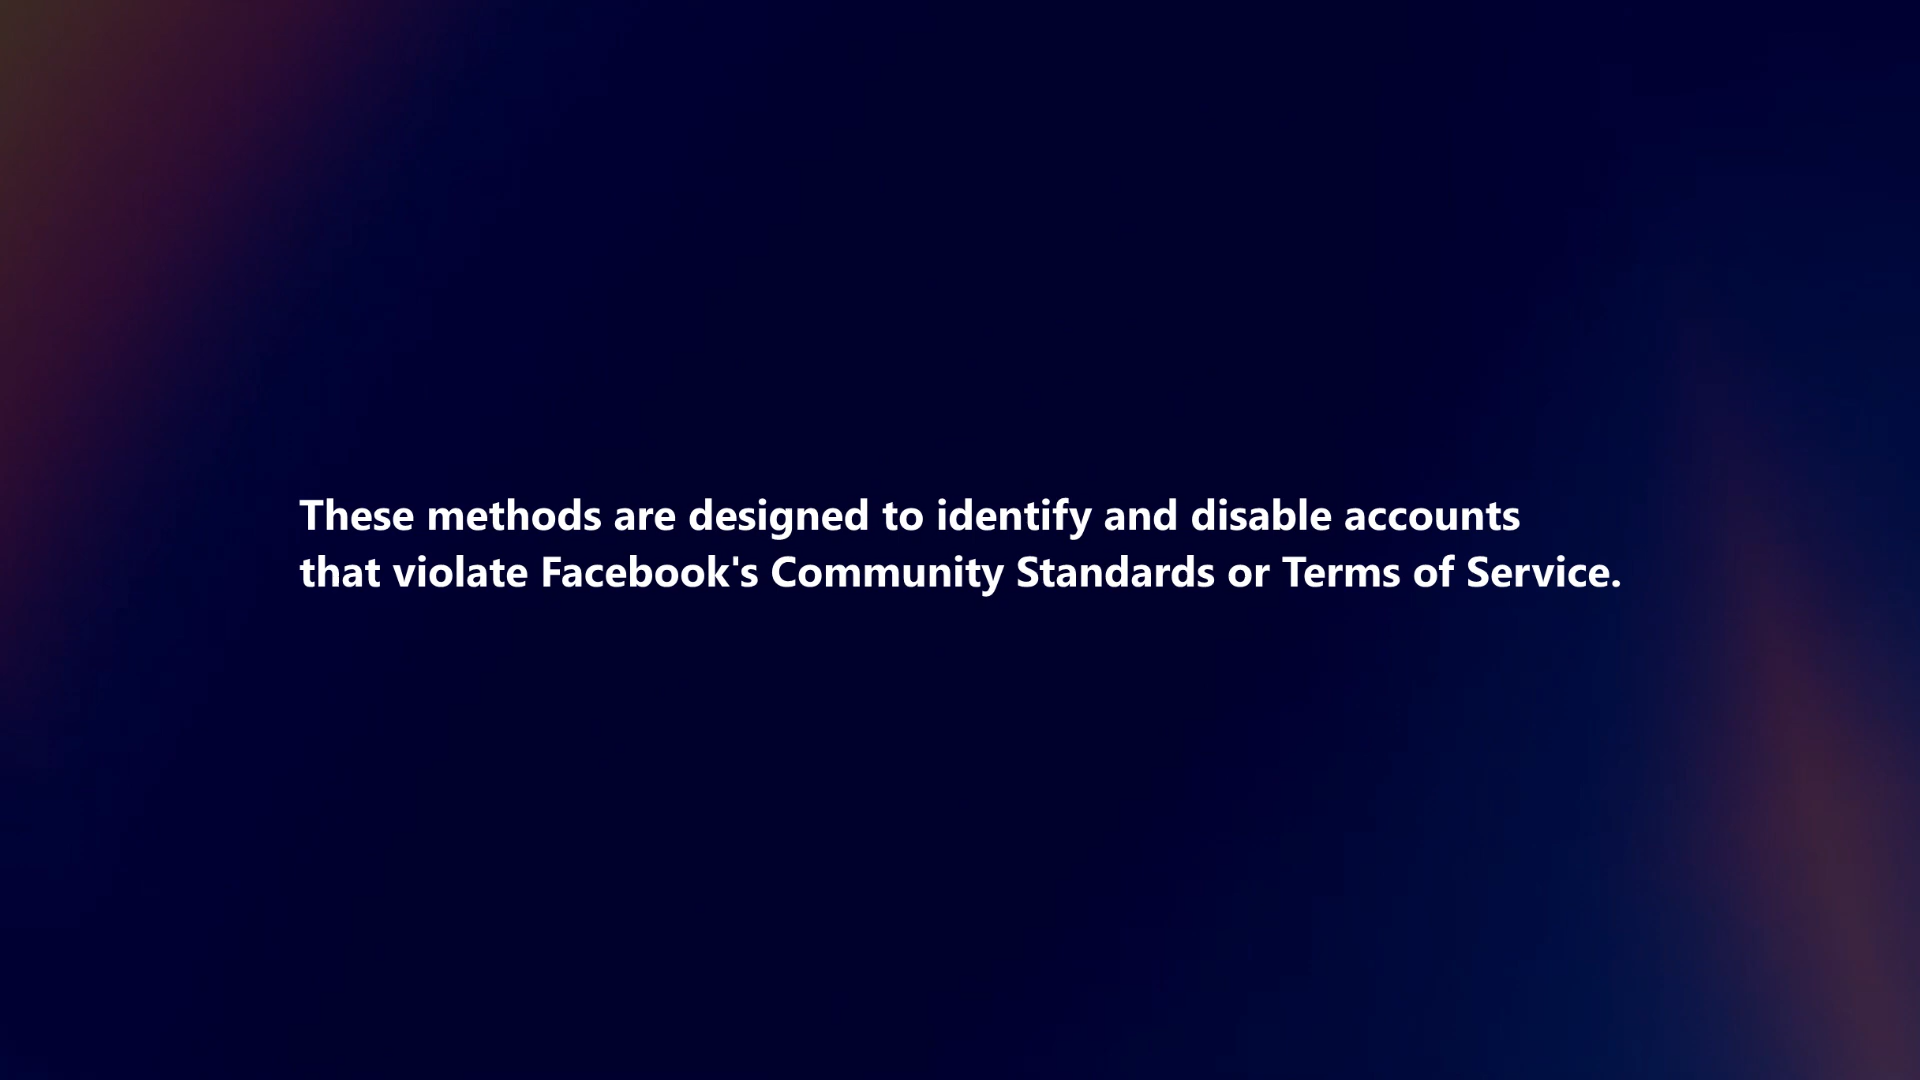 These methods are designed to identify and disable accounts
that violate Facebook's Community Standards or Terms of Service.